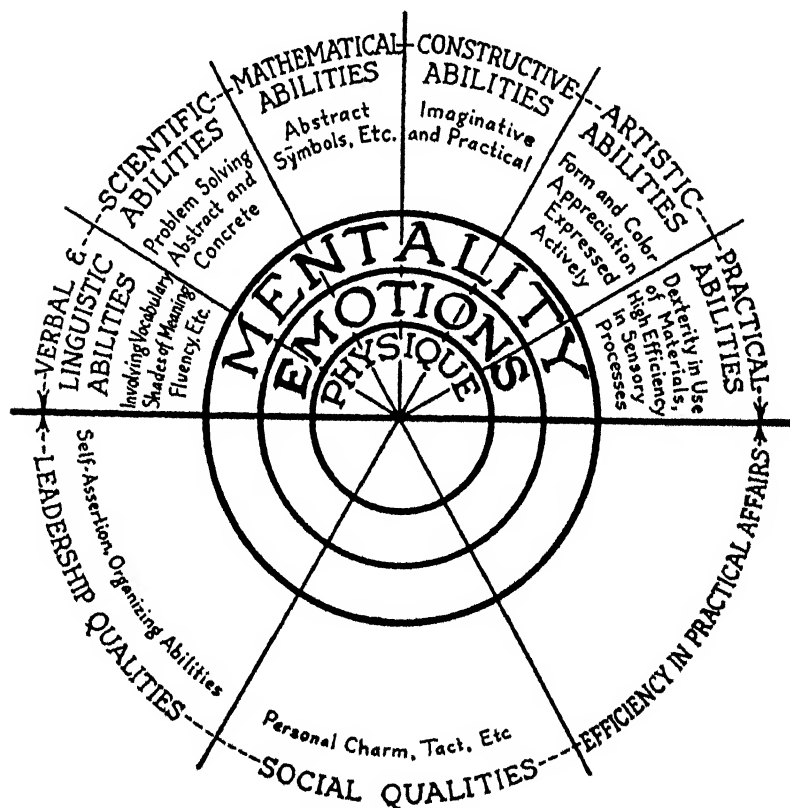 VERBAL &
LINGUISTIC
ABILITIES
Involving Vocabulary
Shades of Meaning
Fluency, Etc.
SCIENTIFIC
ABILITIES
Problem Solving
Abstract and
Concrete
MATHEMATICAL
ABILITIES
Abstract
Symbols, Etc.
CONSTRUCTIVE
ABILITIES
Imaginative
and Practical
ARTISTIC
ABILITIES
Form and Color
Appreciation
Expressed
Actively
PRACTICAL
ABILITIES
Dexterity in Use
of Materials,
High Efficiency
in Sensory
Processes
MENTALITY
EMOTIONS
PHYSIQUE
LEADERSHIP QUALITIES
Self-Assertion, Organizing Abilities
SOCIAL QUALITIES
Personal Charm, Tact, Etc
EFFICIENCY IN PRACTICAL AFFAIRS